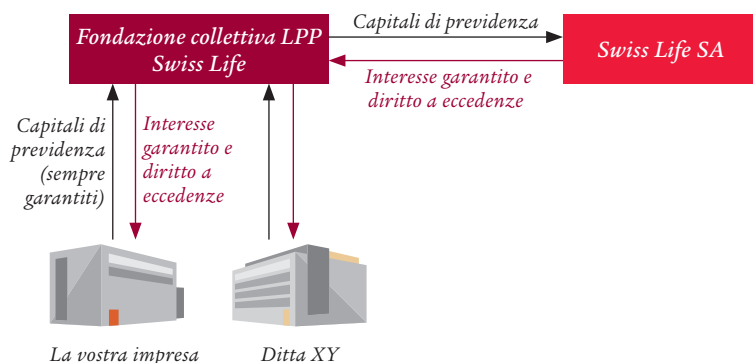 Fondazione collettiva LPP
Swiss Life
Capitali di previdenza
Swiss Life SA
Interesse garantito e
diritto a eccedenze
Capitali di
previdenza
(sempre
garantiti)
Interesse
garantito e
diritto a
eccedenze
La vostra impresa
Ditta XY